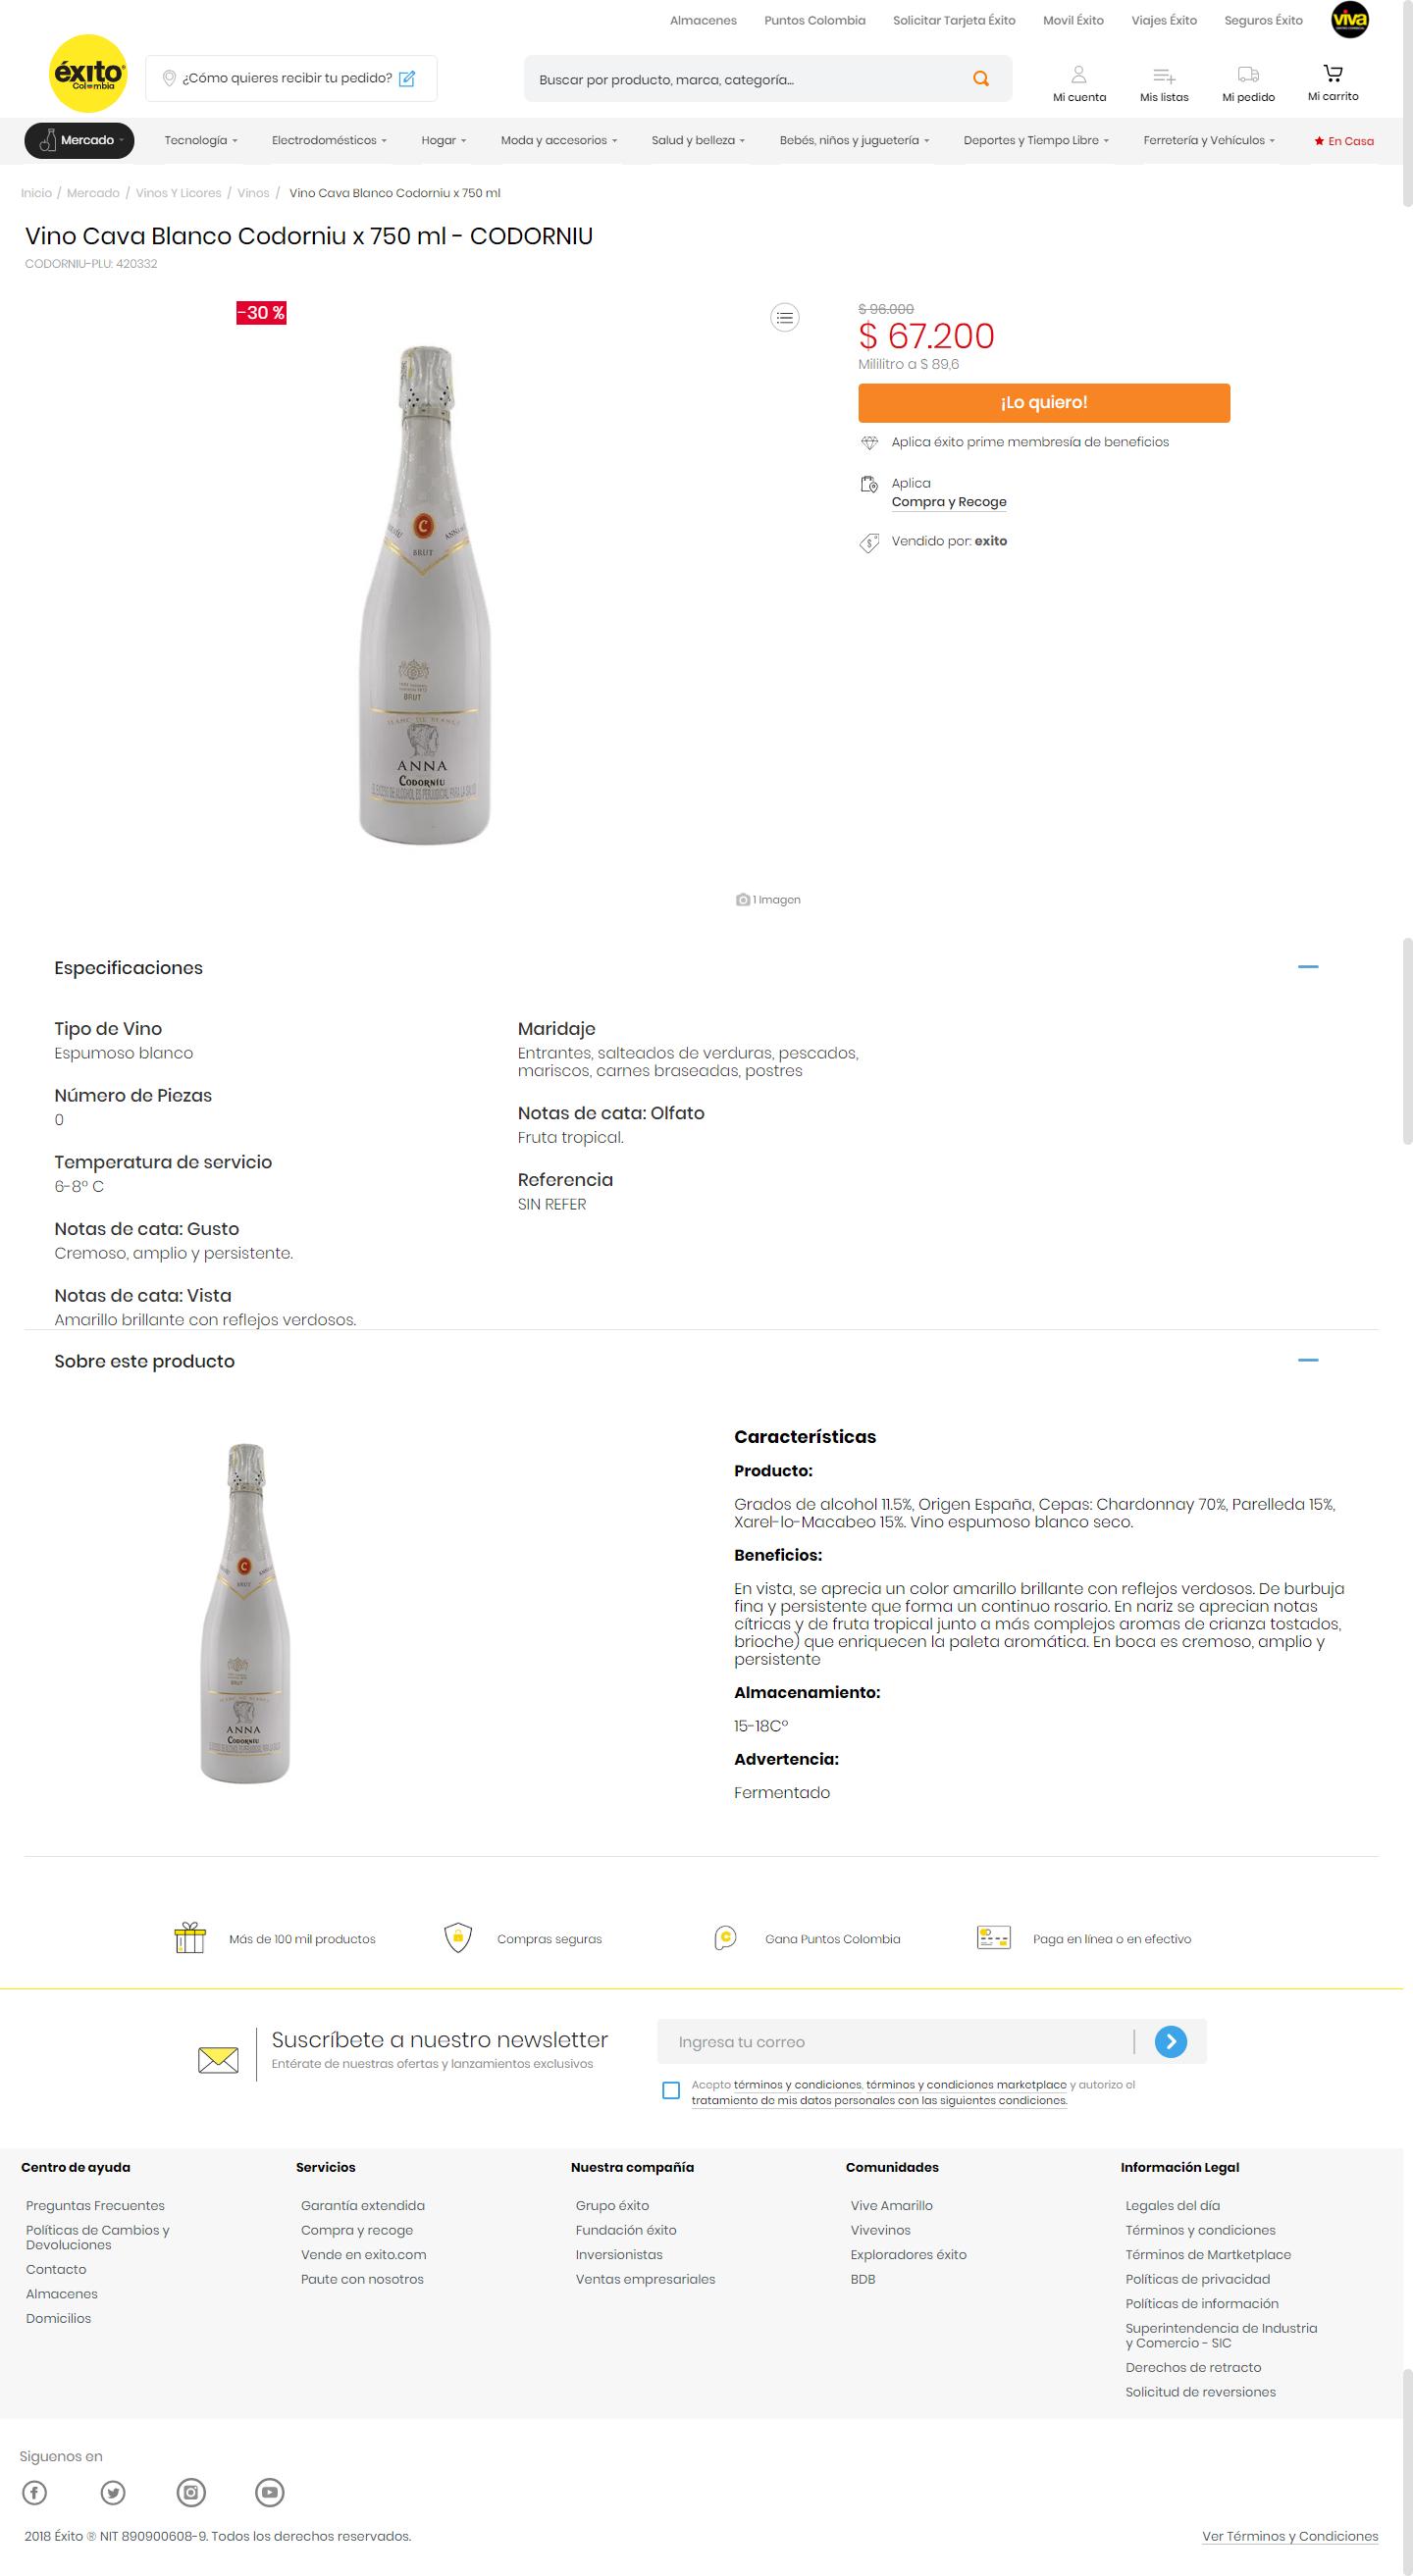 Almacenes Puntos Colombia Solicitar Tarjeta Éxito Movil Éxito Viajes Éxito Seguros Éxito viva
éxito
Colombia
¿Cómo quieres recibir tu pedido?
Buscar por producto, marca, categoría...
Mi cuenta Mis listas Mi pedido Mi carrito
Mercado Tecnología Electrodomésticos Hogar Moda y accesorios Salud y belleza Bebés, niños y juguetería Deportes y Tiempo Libre Ferretería y Vehículos En Casa
Inicio / Mercado / Vinos Y Licores / Vinos / Vino Cava Blanco Codorniu x 750 ml
Vino Cava Blanco Codorniu x 750 ml - CODORNIU
CODORNIU-PLU: 420332
-30 %
$ 96.000
$ 67.200
Mililitro a $ 89,6
¡Lo quiero!
Aplica éxito prime membresía de beneficios
Aplica
Compra y Recoge
Vendido por: exito
C
BRUT
BRUT
BLANC DE BLANCS
ANNA
CODORNÍU
EL EXCESO DE ALCOHOL ES PERJUDICIAL PARA LA SALUD
1 Imagen
Especificaciones
Tipo de Vino
Espumoso blanco
Número de Piezas
0
Temperatura de servicio
6-8° C
Notas de cata: Gusto
Cremoso, amplio y persistente.
Notas de cata: Vista
Amarillo brillante con reflejos verdosos.
Maridaje
Entrantes, salteados de verduras, pescados,
mariscos, carnes braseadas, postres
Notas de cata: Olfato
Fruta tropical.
Referencia
SIN REFER
Sobre este producto
C
BRUT
ANNA
CODORNÍU
Características
Producto:
Grados de alcohol 11.5%, Origen España, Cepas: Chardonnay 70%, Parelleda 15%,
Xarel-lo-Macabeo 15%. Vino espumoso blanco seco.
Beneficios:
En vista, se aprecia un color amarillo brillante con reflejos verdosos. De burbuja
fina y persistente que forma un continuo rosario. En nariz se aprecian notas
cítricas y de fruta tropical junto a más complejos aromas de crianza tostados,
brioche) que enriquecen la paleta aromática. En boca es cremoso, amplio y
persistente
Almacenamiento:
15-18C°
Advertencia:
Fermentado
Más de 100 mil productos Compras seguras Gana Puntos Colombia Paga en línea o en efectivo
Suscríbete a nuestro newsletter
Entérate de nuestras ofertas y lanzamientos exclusivos
Ingresa tu correo
Acepto términos y condiciones, términos y condiciones marketplace y autorizo el
tratamiento de mis datos personales con las siguientes condiciones.
Centro de ayuda
Preguntas Frecuentes
Políticas de Cambios y
Devoluciones
Contacto
Almacenes
Domicilios
Servicios
Garantía extendida
Compra y recoge
Vende en exito.com
Paute con nosotros
Nuestra compañía
Grupo éxito
Fundación éxito
Inversionistas
Ventas empresariales
Comunidades
Vive Amarillo
Vivevinos
Exploradores éxito
BDB
Información Legal
Legales del día
Términos y condiciones
Términos de Martketplace
Políticas de privacidad
Políticas de información
Superintendencia de Industria
y Comercio - SIC
Derechos de retracto
Solicitud de reversiones
Siguenos en
2018 Éxito ® NIT 890900608-9. Todos los derechos reservados.
Ver Términos y Condiciones